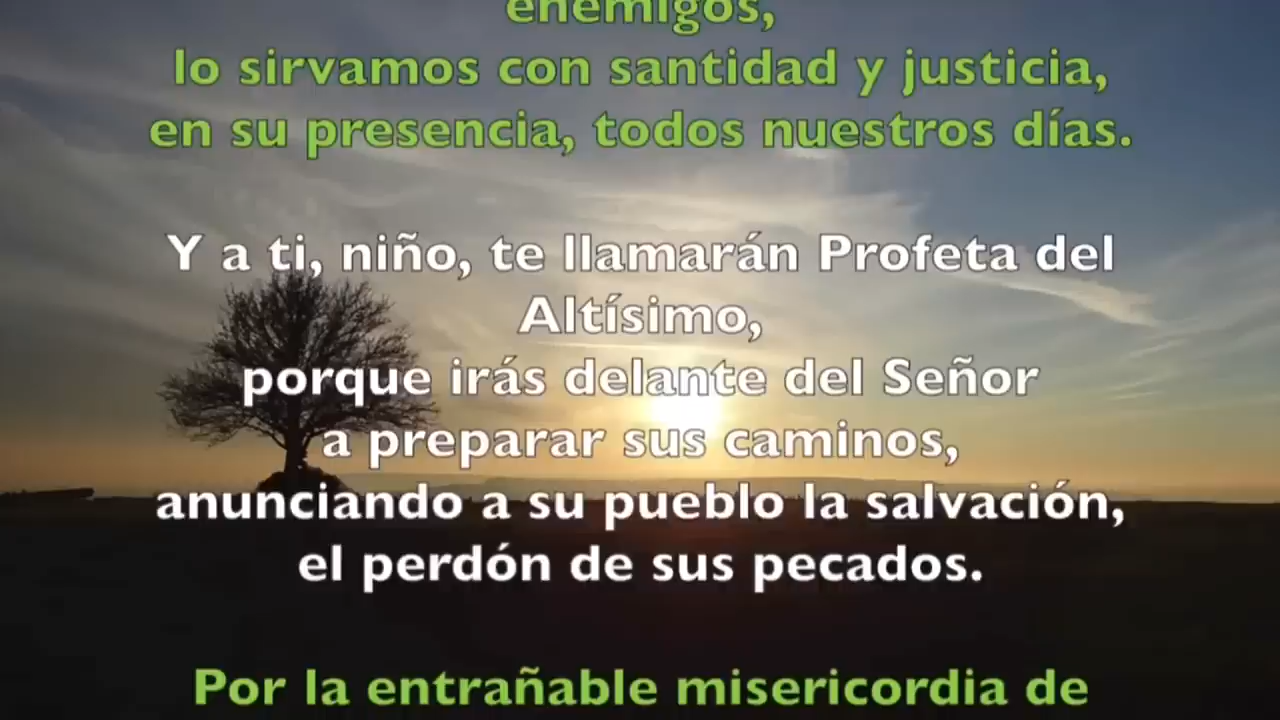 enemigos,
lo sirvamos con santidad y justicia,
en su presencia, todos nuestros días.
Y a ti, niño, te llamarán Profeta del
Altísimo,
porque irás delante del Señor
a preparar sus caminos,
anunciando a su pueblo la salvación,
el perdón de sus pecados.
Por la entrañable misericordia de